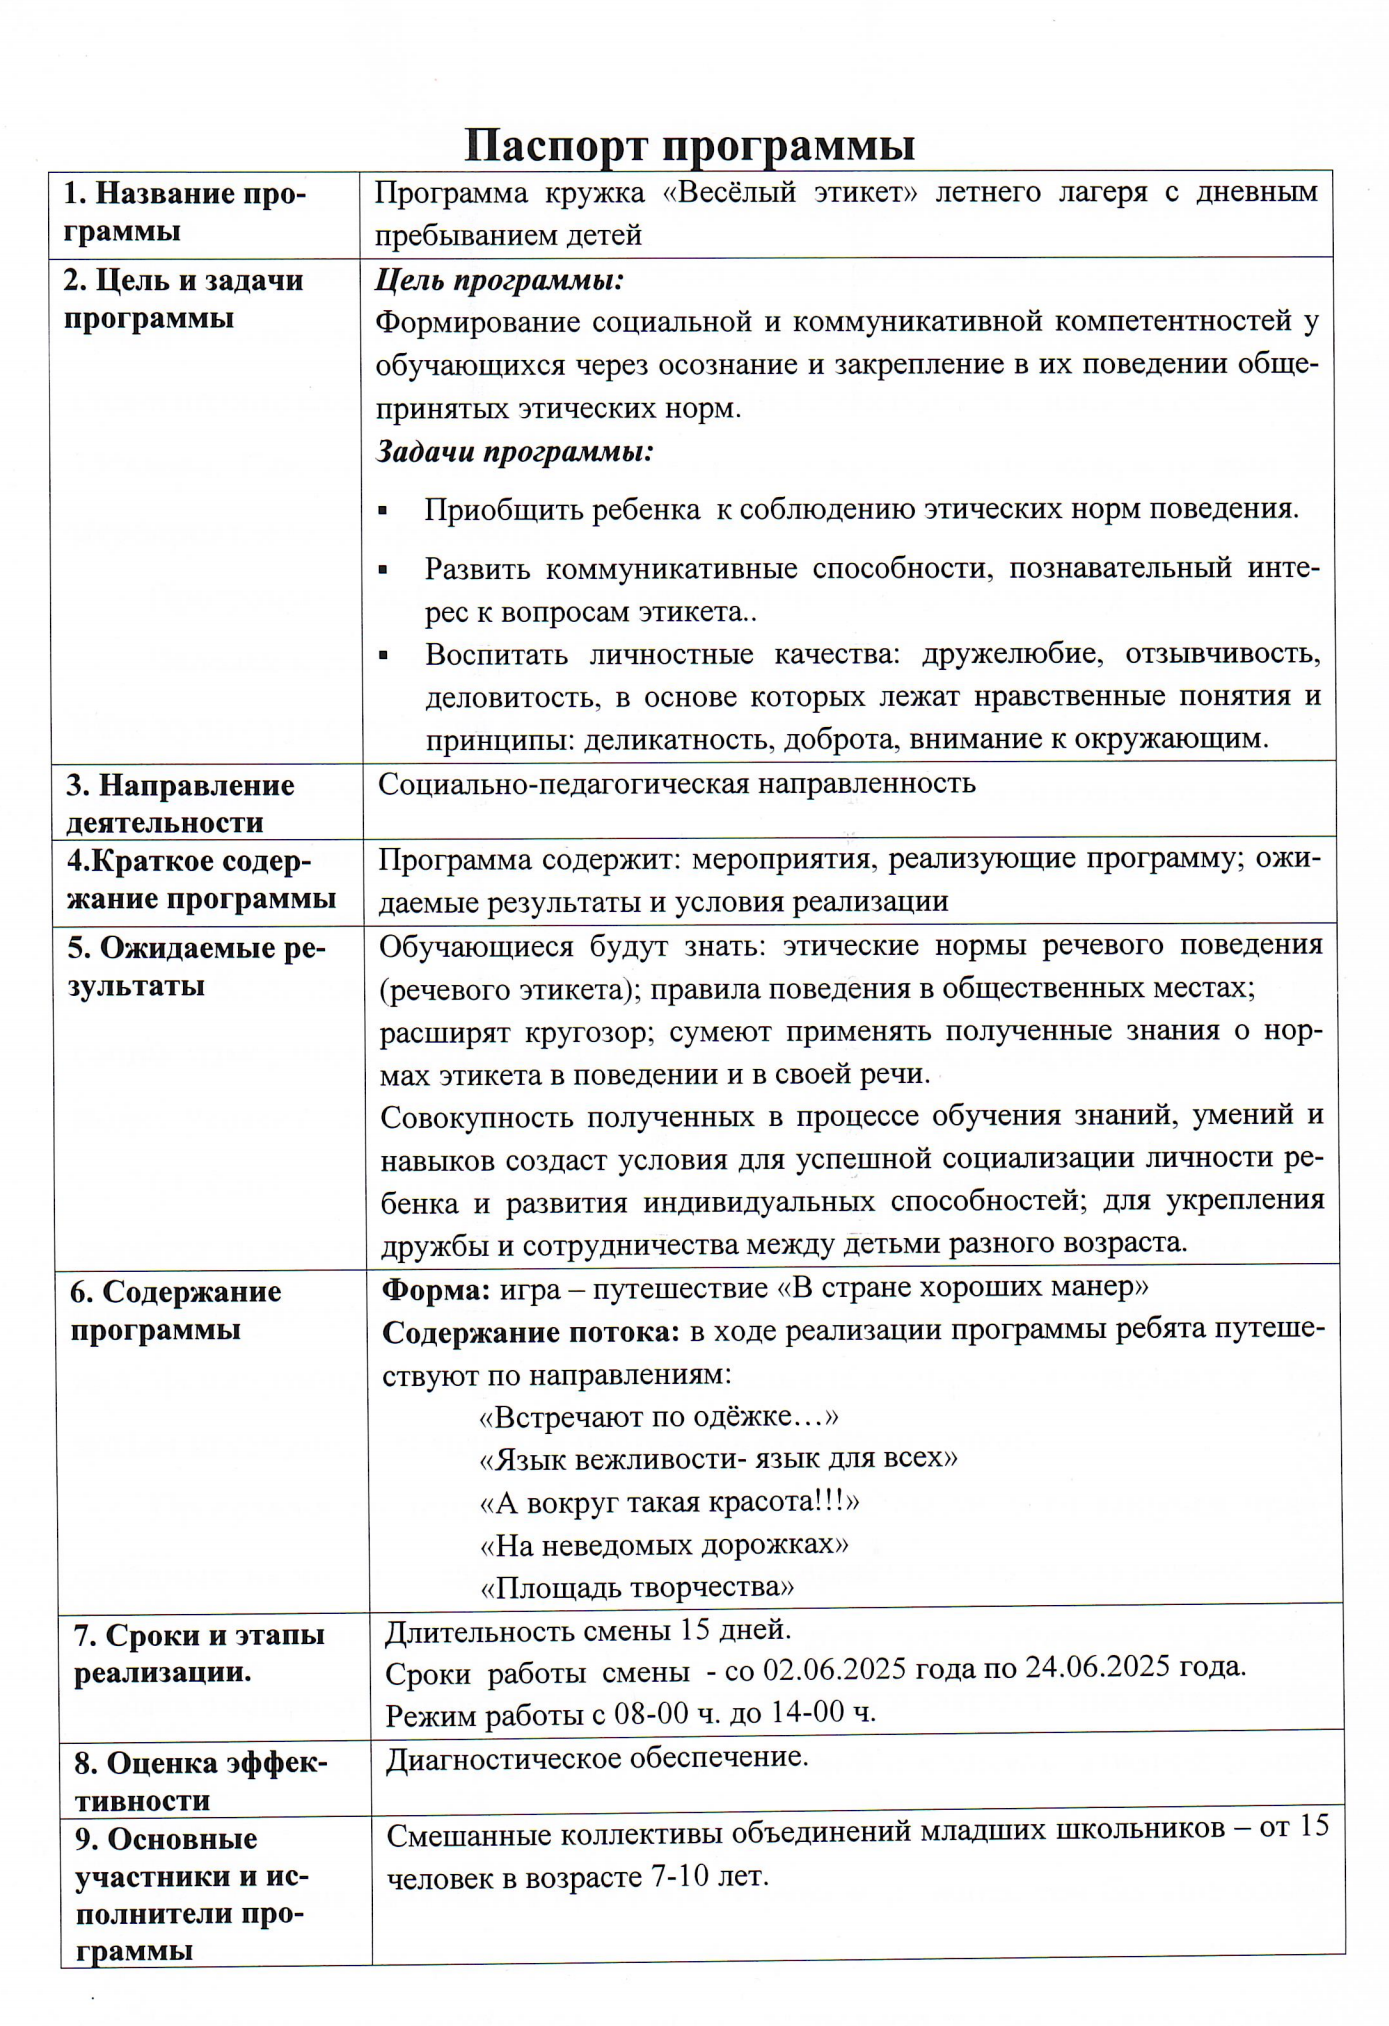 Паспорт программы
1. Название про-
граммы
Программа кружка «Весёлый этикет» летнего лагеря с дневным
пребыванием детей
2. Цель и задачи
программы
Цель программы:
Формирование социальной и коммуникативной компетентностей у
обучающихся через осознание и закрепление в их поведении обще-
принятых этических норм.
Задачи программы:
▪ Приобщить ребенка к соблюдению этических норм поведения.
▪ Развить коммуникативные способности, познавательный инте-
рес к вопросам этикета..
▪ Воспитать личностные качества: дружелюбие, отзывчивость,
деловитость, в основе которых лежат нравственные понятия и
принципы: деликатность, доброта, внимание к окружающим.
3. Направление
деятельности
Социально-педагогическая направленность
4.Краткое содер-
жание программы
Программа содержит: мероприятия, реализующие программу; ожи-
даемые результаты и условия реализации
5. Ожидаемые ре-
зультаты
Обучающиеся будут знать: этические нормы речевого поведения
(речевого этикета); правила поведения в общественных местах;
расширят кругозор; сумеют применять полученные знания о нор-
мах этикета в поведении и в своей речи.
Совокупность полученных в процессе обучения знаний, умений и
навыков создаст условия для успешной социализации личности ре-
бенка и развития индивидуальных способностей; для укрепления
дружбы и сотрудничества между детьми разного возраста.
6. Содержание
программы
Форма: игра – путешествие «В стране хороших манер»
Содержание потока: в ходе реализации программы ребята путеше-
ствуют по направлениям:
«Встречают по одёжке…»
«Язык вежливости- язык для всех»
«А вокруг такая красота!!!»
«На неведомых дорожках»
«Площадь творчества»
7. Сроки и этапы
реализации.
Длительность смены 15 дней.
Сроки работы смены - со 02.06.2025 года по 24.06.2025 года.
Режим работы с 08-00 ч. до 14-00 ч.
8. Оценка эффек-
тивности
Диагностическое обеспечение.
9. Основные
участники и ис-
полнители про-
граммы
Смешанные коллективы объединений младших школьников – от 15
человек в возрасте 7-10 лет.